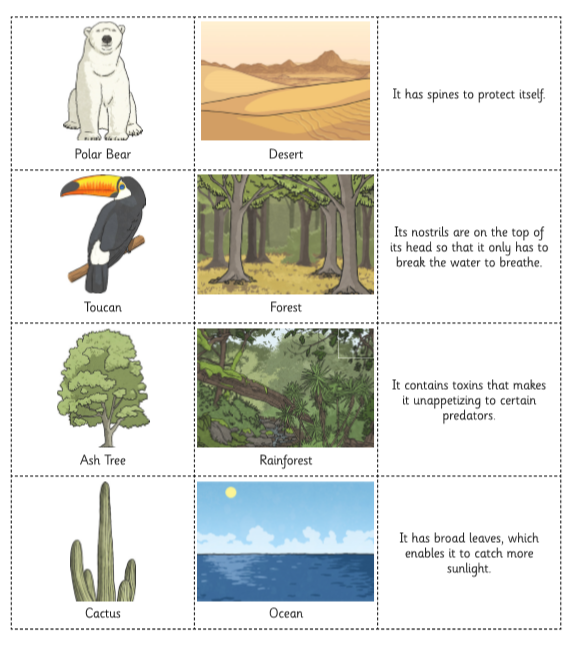 Polar Bear
Desert
It has spines to protect itself.
Toucan
Forest
Its nostrils are on the top of
its head so that it only has to
break the water to breathe.
Ash Tree
Rainforest
It contains toxins that makes
it unappetizing to certain
predators.
Cactus
Ocean
It has broad leaves, which
enables it to catch more
sunlight.